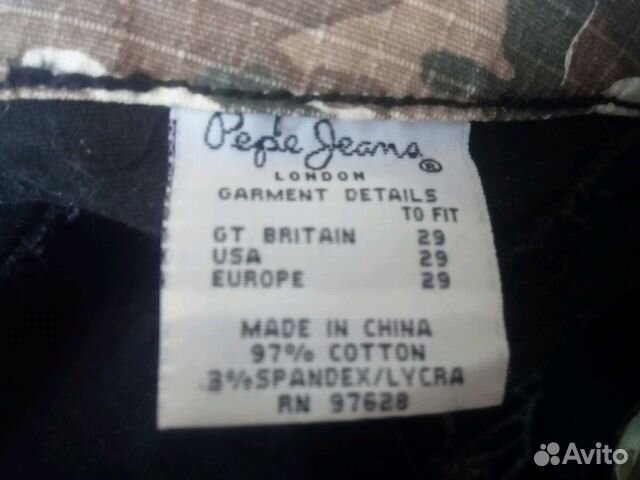 Pepe Jeans®
LONDON
GARMENT DETAILS
TO FIT
GT BRITAIN 29
USA 29
EUROPE 29
MADE IN CHINA
97% COTTON
3%SPANDEX/LYCRA
RN 97628
Avito